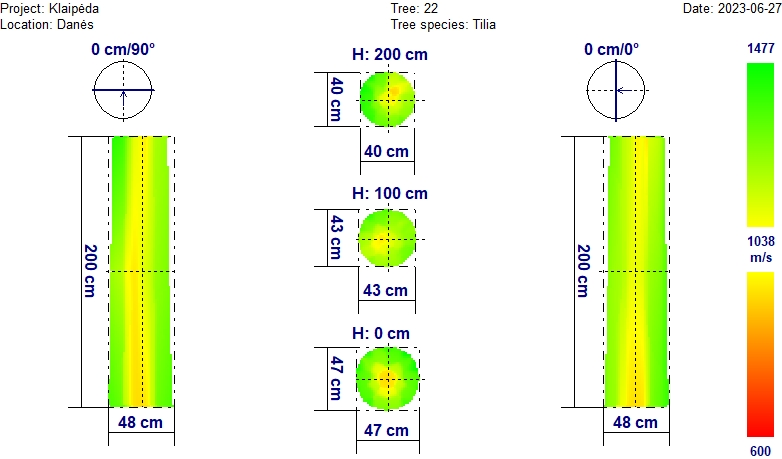 Project: Klaipėda
Tree: 22
Date: 2023-06-27
Location: Danės
Tree species: Tilia
0 cm/90°
H: 200 cm
0 cm/0°
1477
40 cm
40 cm
H: 100 cm
43 cm
43 cm
200 cm
200 cm
1038
m/s
H: 0 cm
47 cm
47 cm
48 cm
48 cm
600